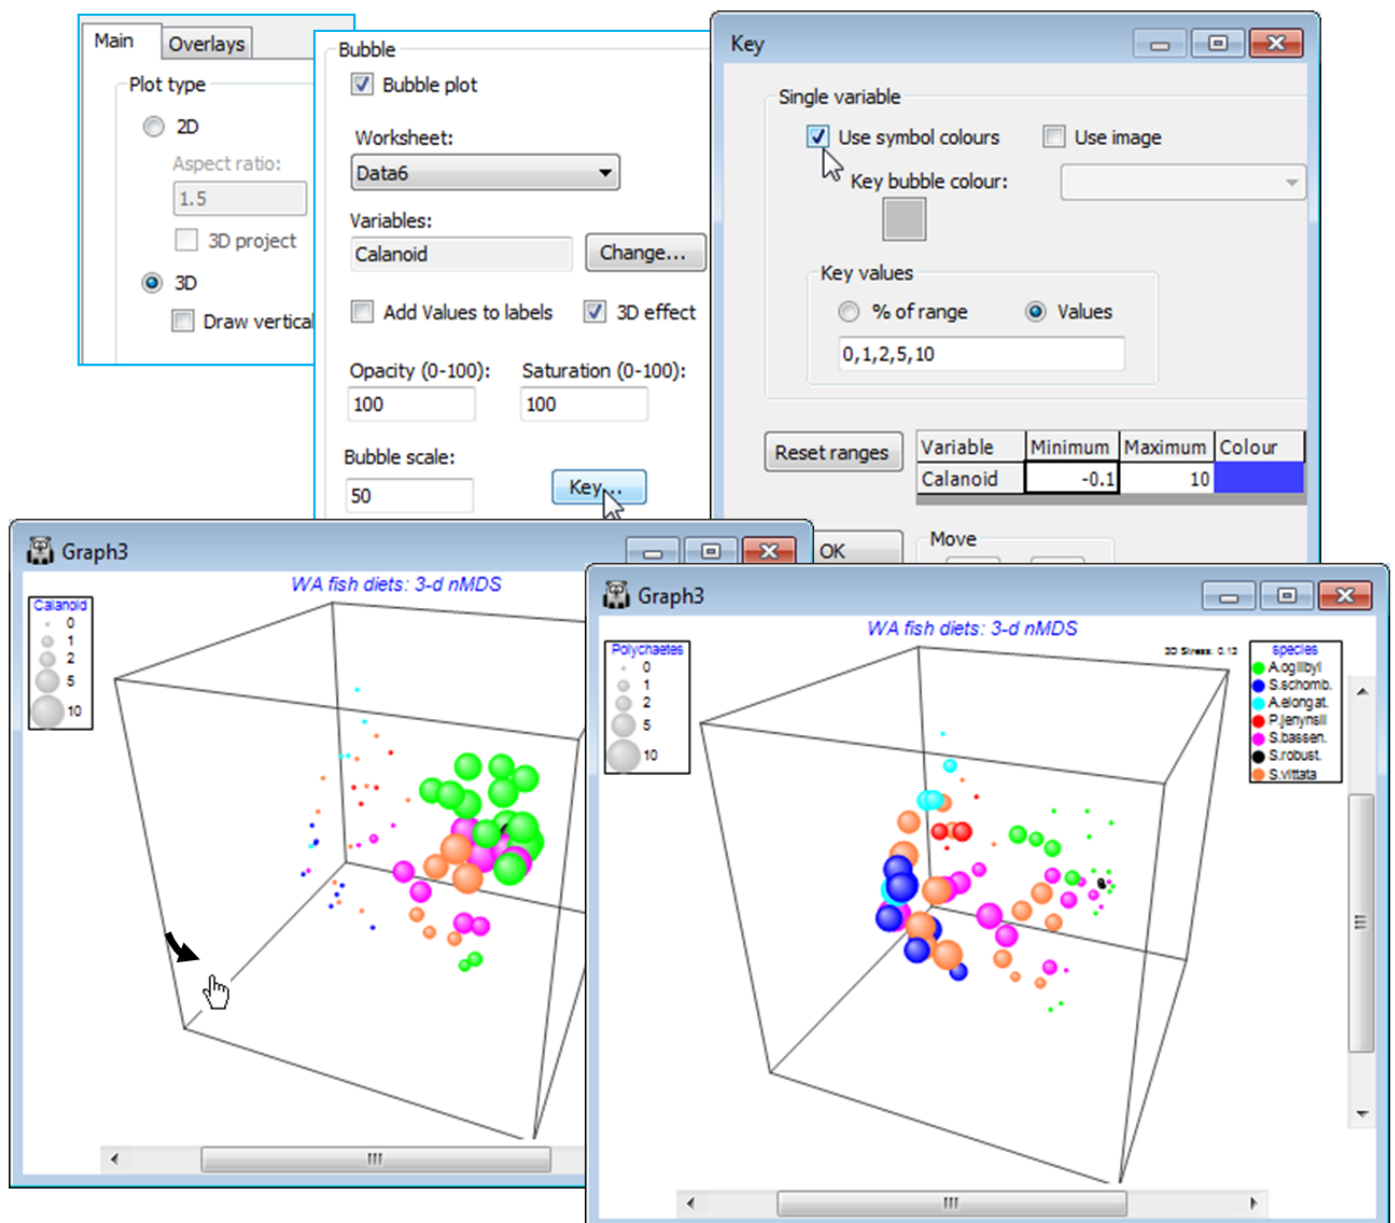 Main
Overlays
Plot type
2D
Aspect ratio:
1.5
3D project
3D
Draw vertical
Bubble
Bubble plot
Worksheet:
Data6
Variables:
Calanoid
Change...
Add Values to labels
3D effect
Opacity (0-100):
Saturation (0-100):
100
100
Bubble scale:
50
Key...
Key
Single variable
Use symbol colours
Use image
Key bubble colour:
Key values
% of range
Values
0,1,2,5,10
Reset ranges
Variable Minimum Maximum Colour
Calanoid -0.1 10
OK
Move
Graph3
WA fish diets: 3-d nMDS
Calanoid
0
1
2
5
10
Graph3
WA fish diets: 3-d nMDS
3D Stress: 0.13
Polychaetes
0
1
2
5
10
species
A.ogilbyi
S.schomb.
A.elongat.
P.jenynsii
S.bassen.
S.robust.
S.vittata